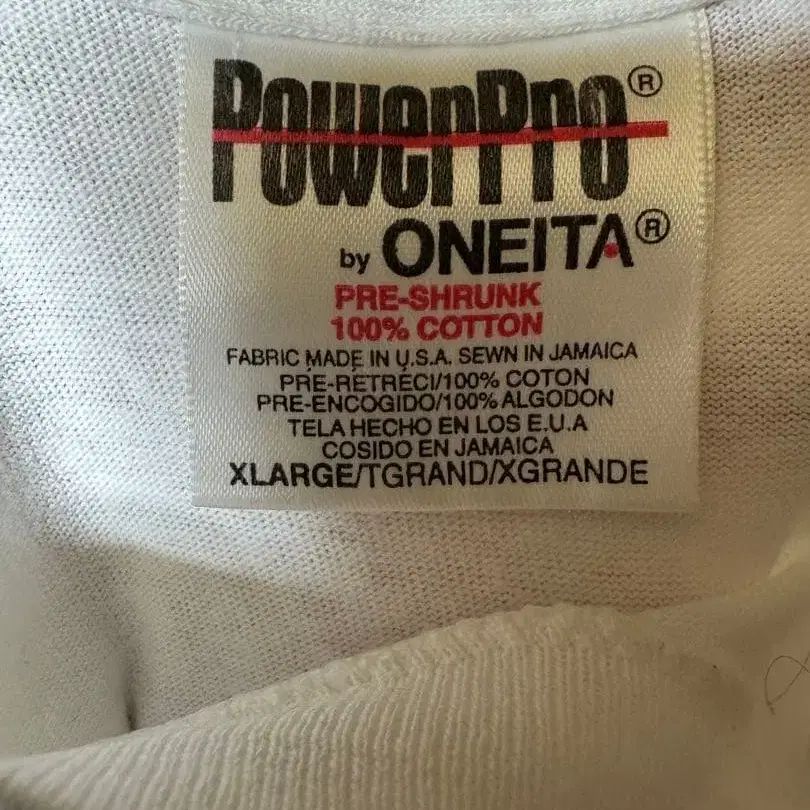 PowerPro®
by ONEITA®
PRE-SHRUNK
100% COTTON
FABRIC MADE IN U.S.A. SEWN IN JAMAICA
PRE-RETRECI/100% COTON
PRE-ENCOGIDO/100% ALGODON
TELA HECHO EN LOS E.U.A
COSIDO EN JAMAICA
XLARGE/TGRAND/XGRANDE